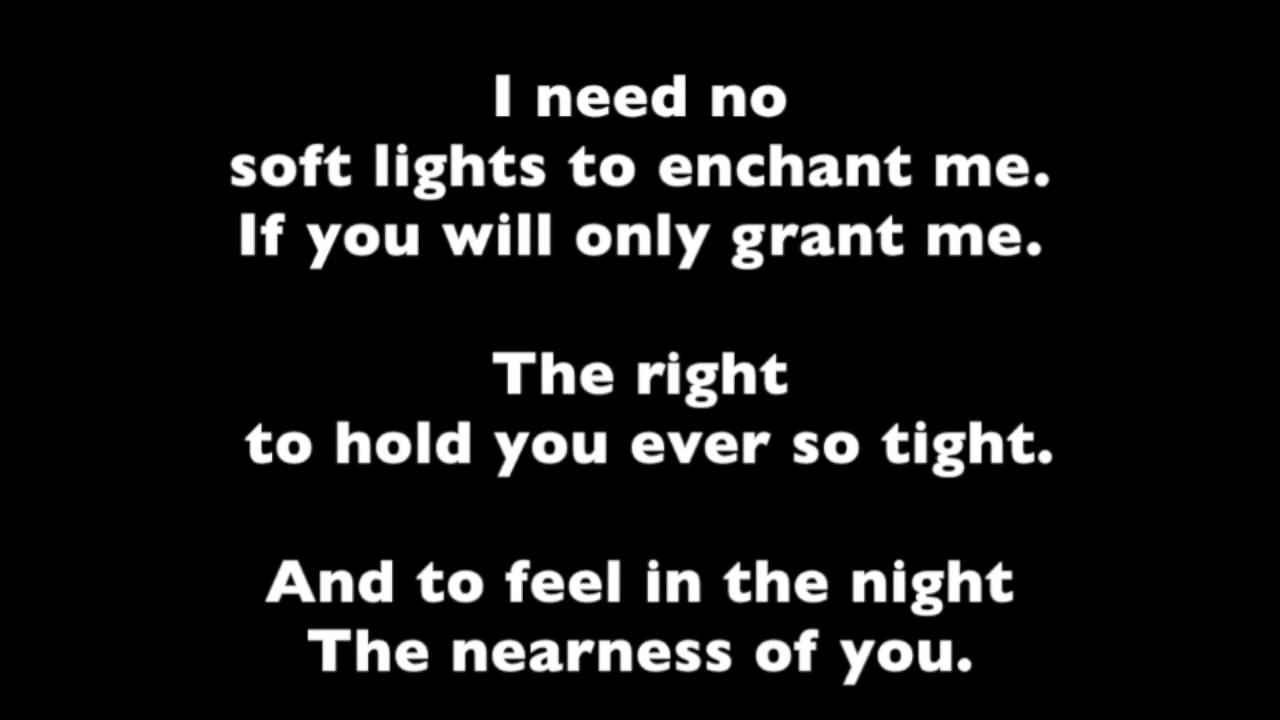 I need no
soft lights to enchant me.
If you will only grant me.
The right
to hold you ever so tight.
And to feel in the night
The nearness of you.